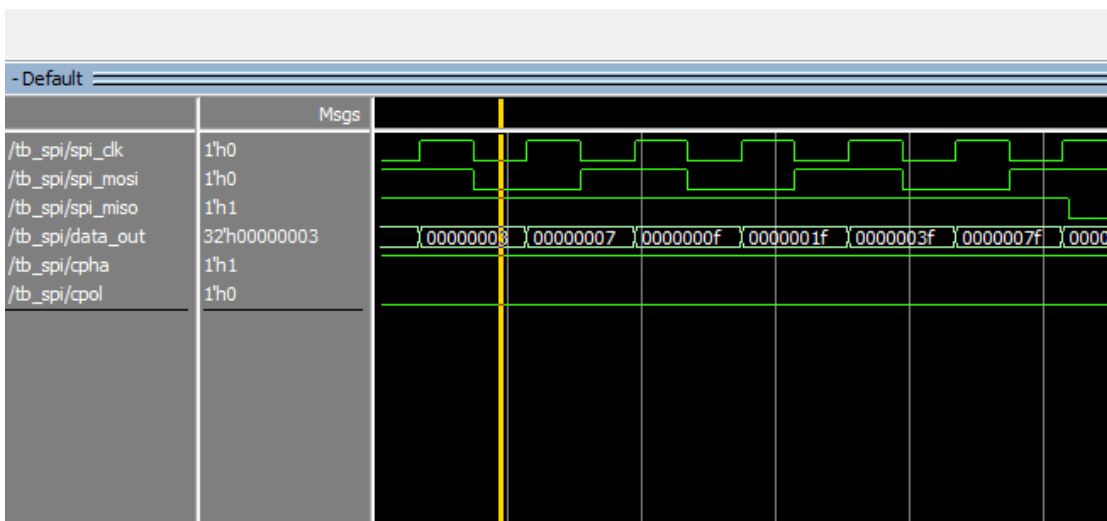 - Default
Msgs
/tb_spi/spi_clk 1'h0
/tb_spi/spi_mosi 1'h0
/tb_spi/spi_miso 1'h1
/tb_spi/data_out 32'h00000003 00000003 00000007 0000000f 0000001f 0000003f 0000007f 0000
/tb_spi/cpha 1'h1
/tb_spi/cpol 1'h0